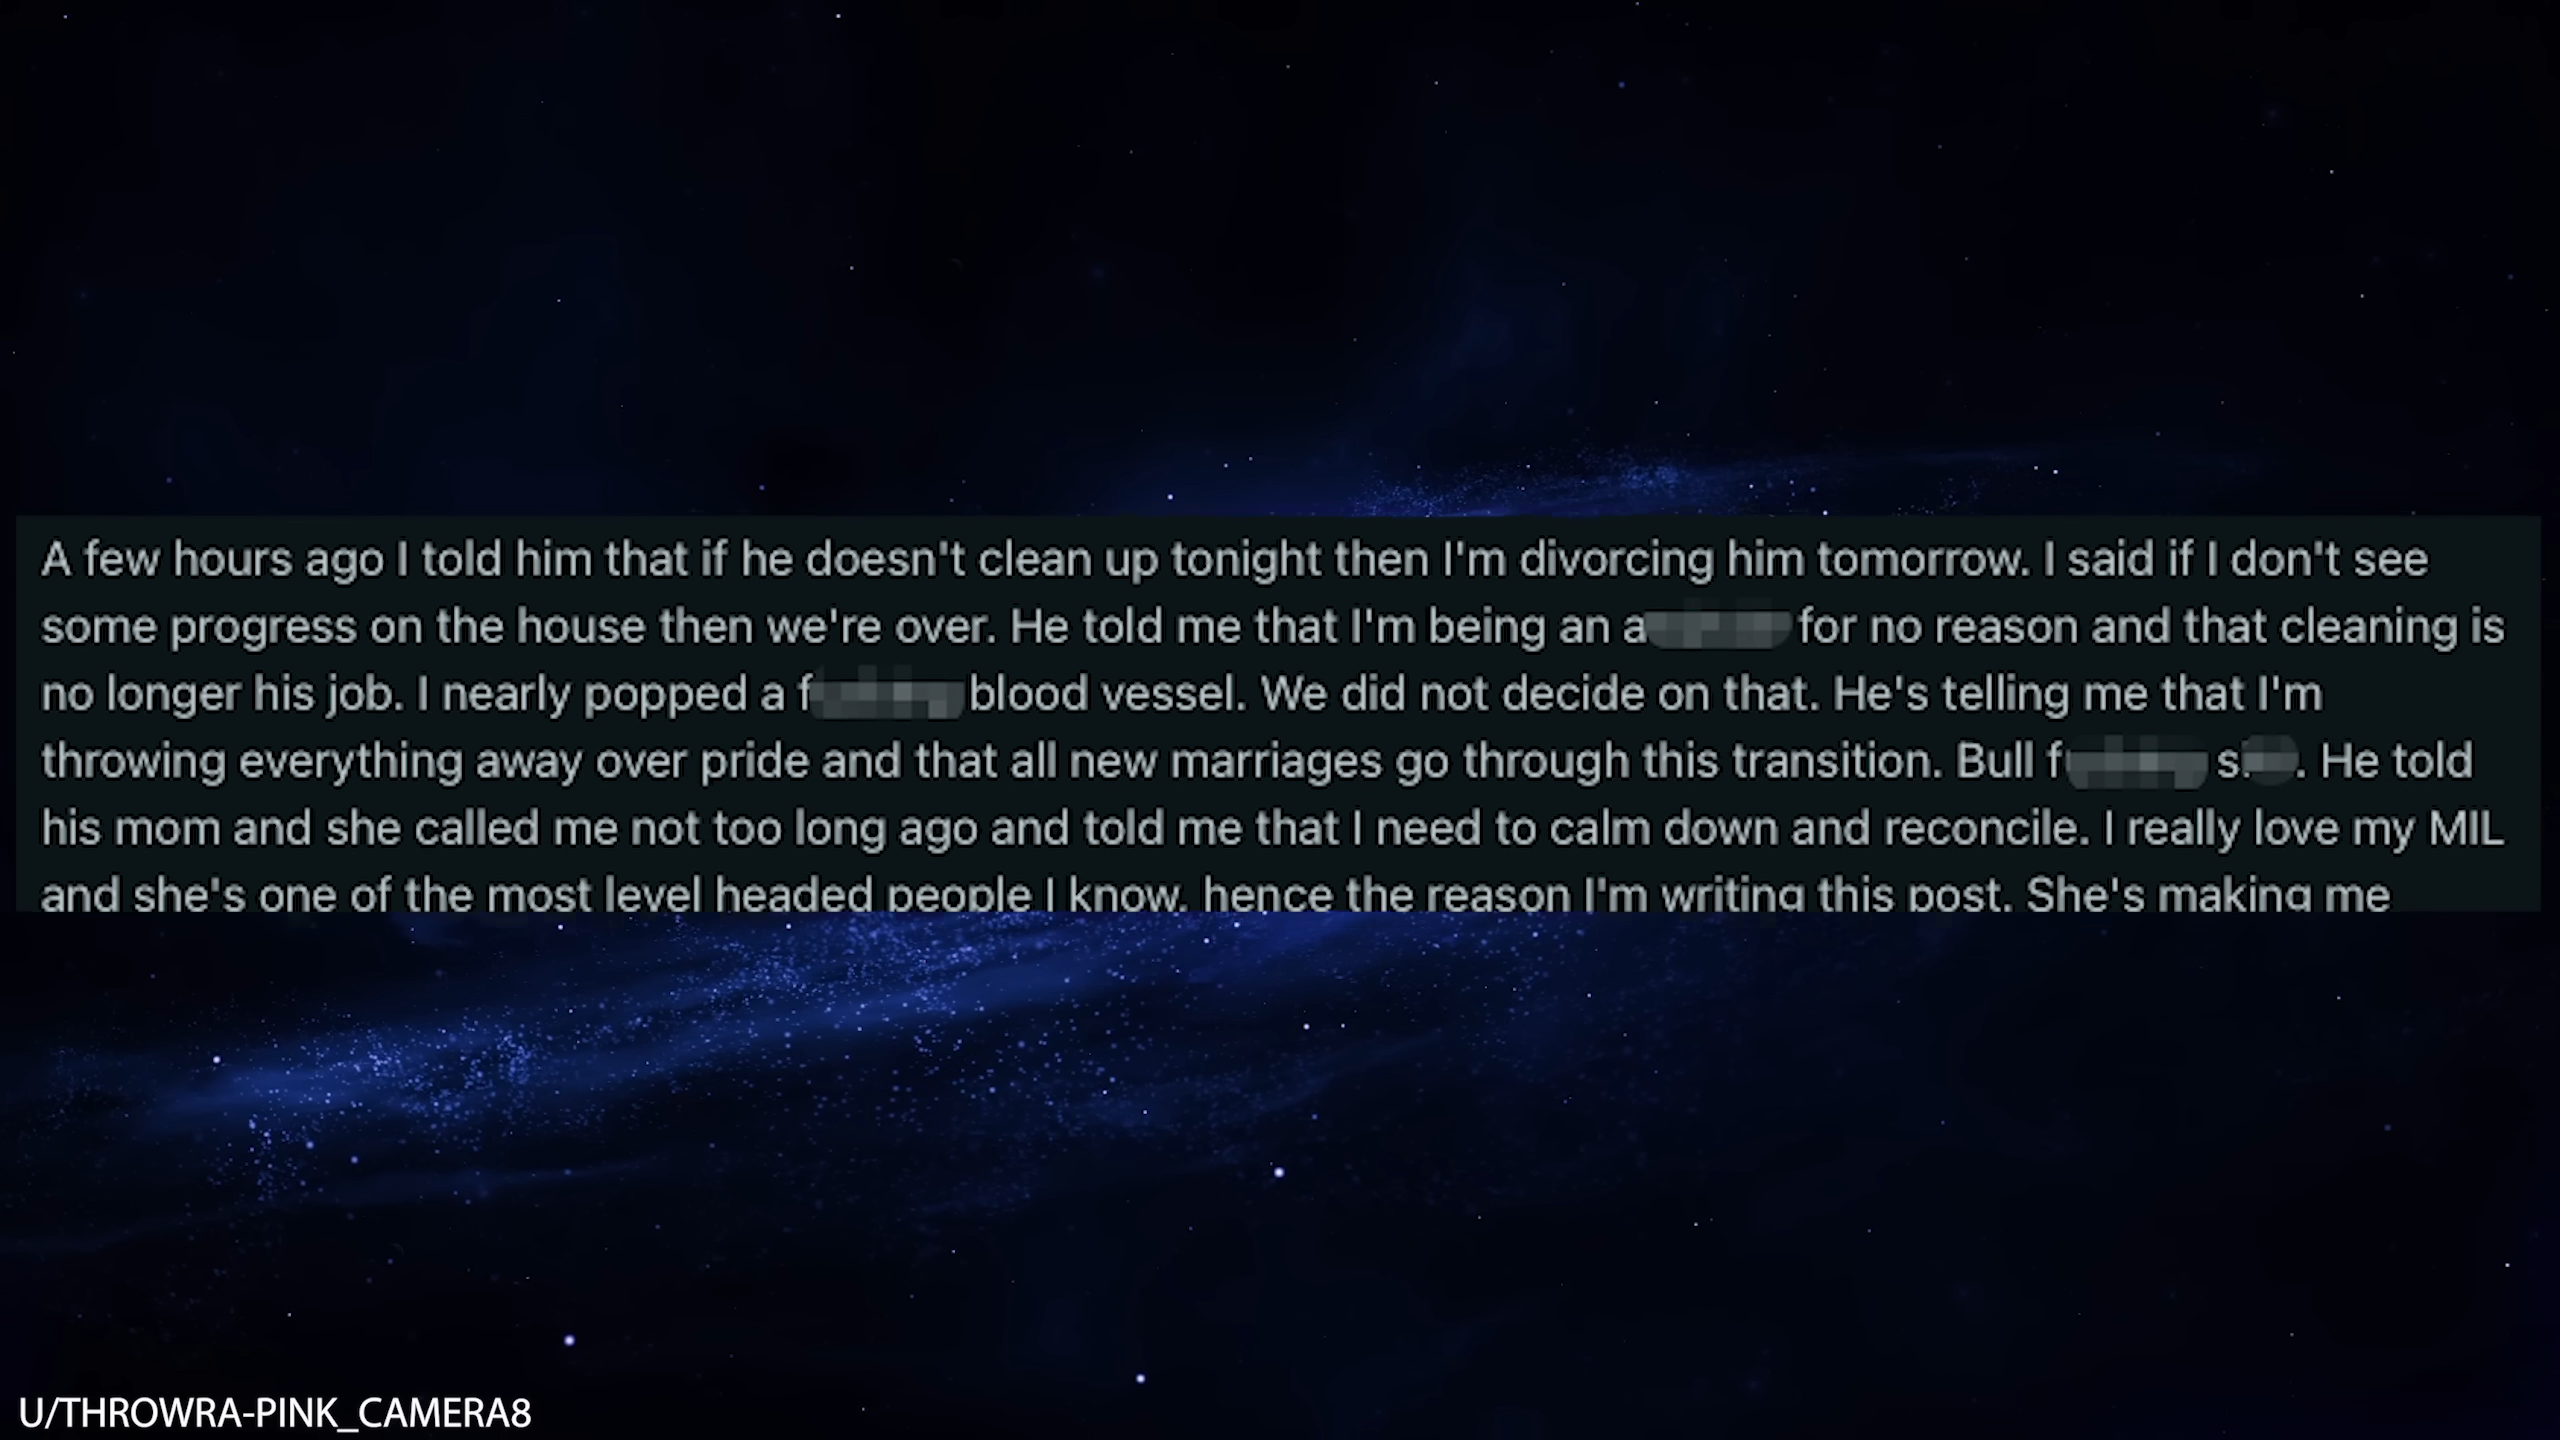 A few hours ago I told him that if he doesn't clean up tonight then I'm divorcing him tomorrow. I said if I don't see
some progress on the house then we're over. He told me that I'm being an a for no reason and that cleaning is
no longer his job. I nearly popped a f blood vessel. We did not decide on that. He's telling me that I'm
throwing everything away over pride and that all new marriages go through this transition. Bull f s . He told
his mom and she called me not too long ago and told me that I need to calm down and reconcile. I really love my MIL
and she's one of the most level headed people I know, hence the reason I'm writing this post. She's making me
U/THROWRA-PINK_CAMERA8